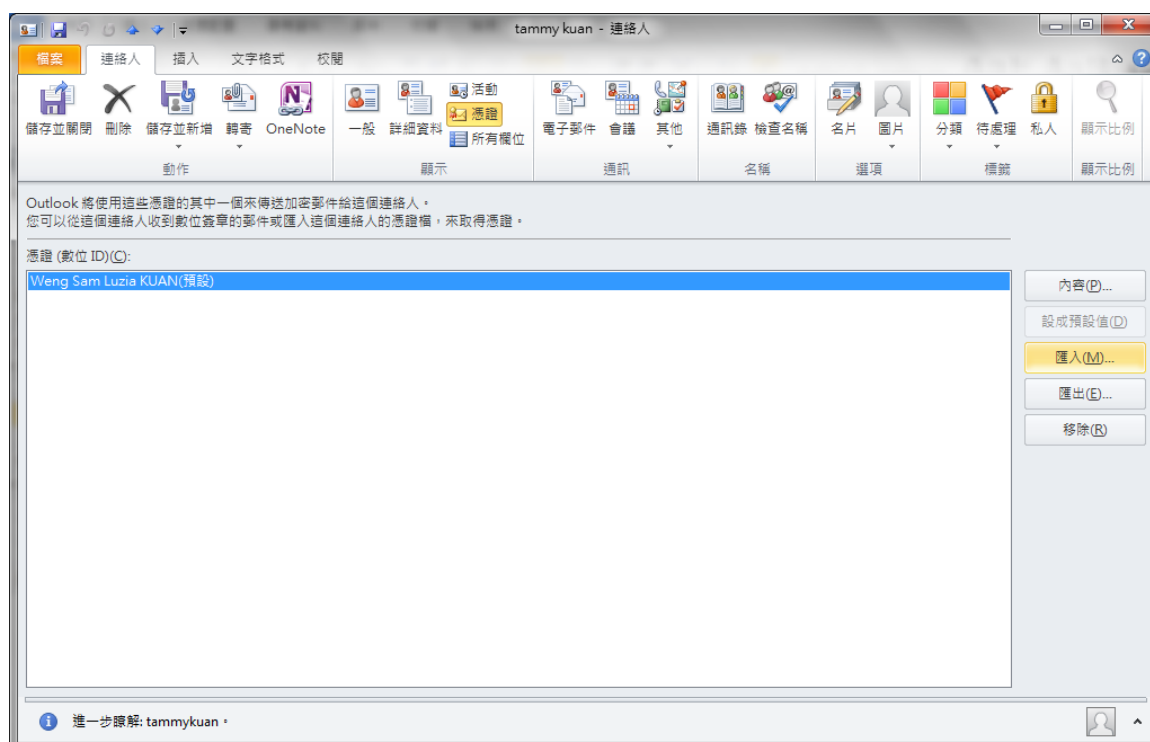 tammy kuan - 連絡人
檔案 連絡人 插入 文字格式 校閱
儲存並關閉 刪除 儲存並新增 轉寄 OneNote
動作
一般 詳細資料 活動
憑證
所有欄位
顯示
電子郵件 會議 其他
通訊
通訊錄 檢查名稱
名稱
名片 圖片
選項
分類 待處理 私人
標籤
顯示比例
顯示比例
Outlook 將使用這些憑證的其中一個來傳送加密郵件給這個連絡人。
您可以從這個連絡人收到數位簽章的郵件或匯入這個連絡人的憑證檔，來取得憑證。
憑證 (數位 ID)(C):
Weng Sam Luzia KUAN(預設)
內容(P)...
設成預設值(D)
匯入(M)...
匯出(E)...
移除(R)
進一步瞭解: tammykuan。